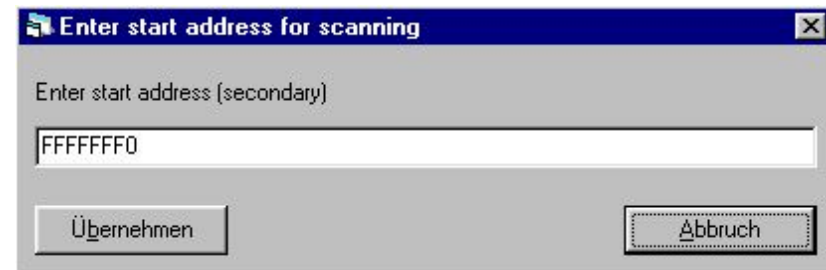 Enter start address for scanning
Enter start address (secondary)
FFFFFFF0
Übernehmen
Abbruch